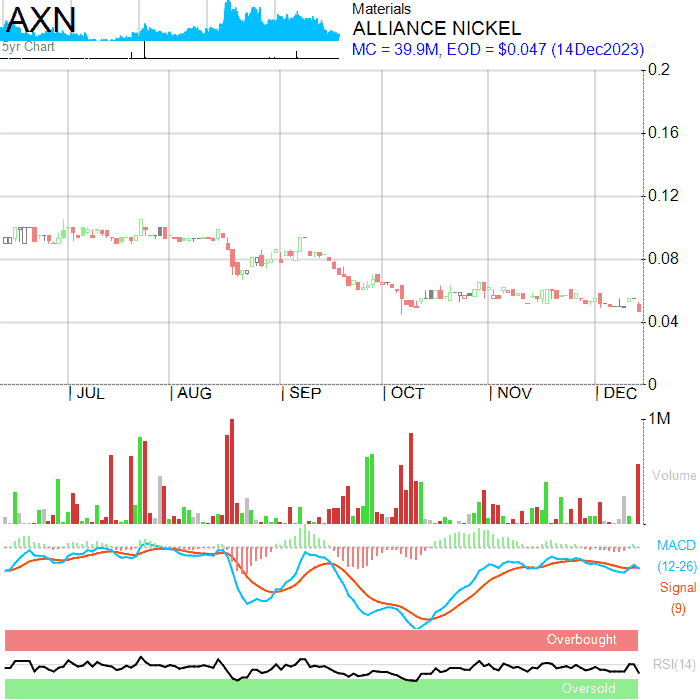 AXN
5yr Chart
Materials
ALLIANCE NICKEL
MC = 39.9M, EOD = $0.047 (14Dec2023)
0.2
0.16
0.12
0.08
0.04
0
| JUL | AUG | SEP | OCT | NOV | DEC
1M
Volume
MACD
(12-26)
Signal
(9)
Overbought
RSI(14)
Oversold